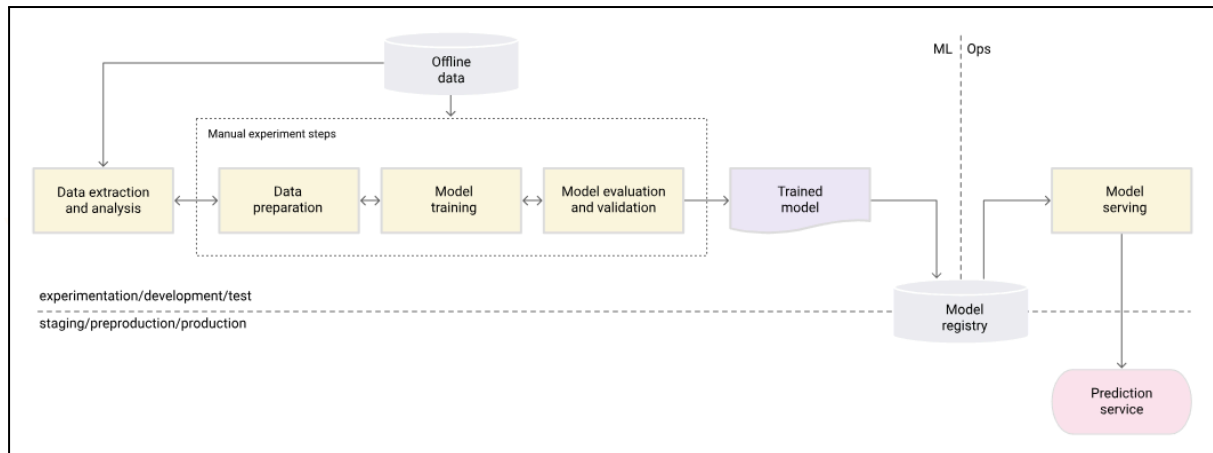 Offline
data
ML
Ops
Manual experiment steps
Data extraction
and analysis
Data
preparation
Model
training
Model evaluation
and validation
Trained
model
Model
serving
experimentation/development/test
staging/preproduction/production
Model
registry
Prediction
service